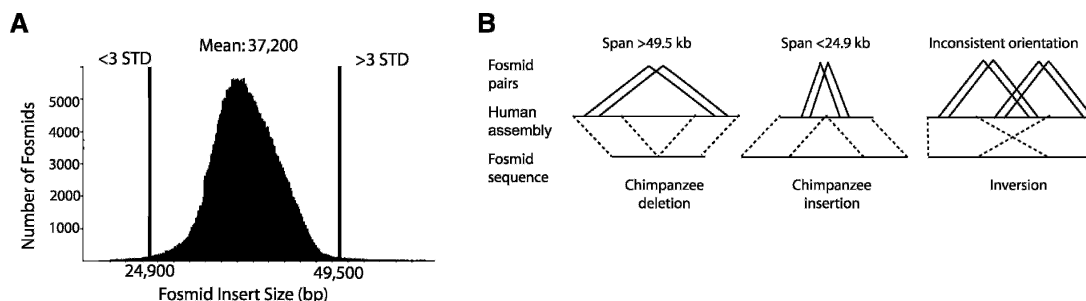 A
<3 STD
Mean: 37,200
>3 STD
Number of Fosmids
5000
4000
3000
2000
1000
24,900
49,500
Fosmid Insert Size (bp)
B
Span >49.5 kb
Span <24.9 kb
Inconsistent orientation
Fosmid
pairs
Human
assembly
Fosmid
sequence
Chimpanzee
deletion
Chimpanzee
insertion
Inversion